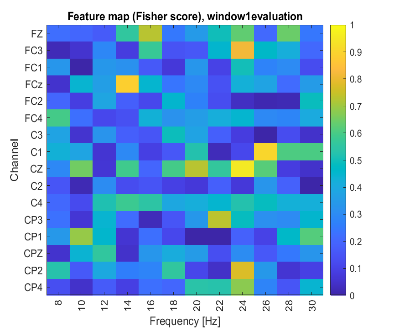 Feature map (Fisher score), window1evaluation
FZ
FC3
FC1
FCz
FC2
FC4
C3
C1
CZ
C2
C4
CP3
CP1
CPZ
CP2
CP4
Channel
8 10 12 14 16 18 20 22 24 26 28 30
Frequency [Hz]
1
0.9
0.8
0.7
0.6
0.5
0.4
0.3
0.2
0.1
0